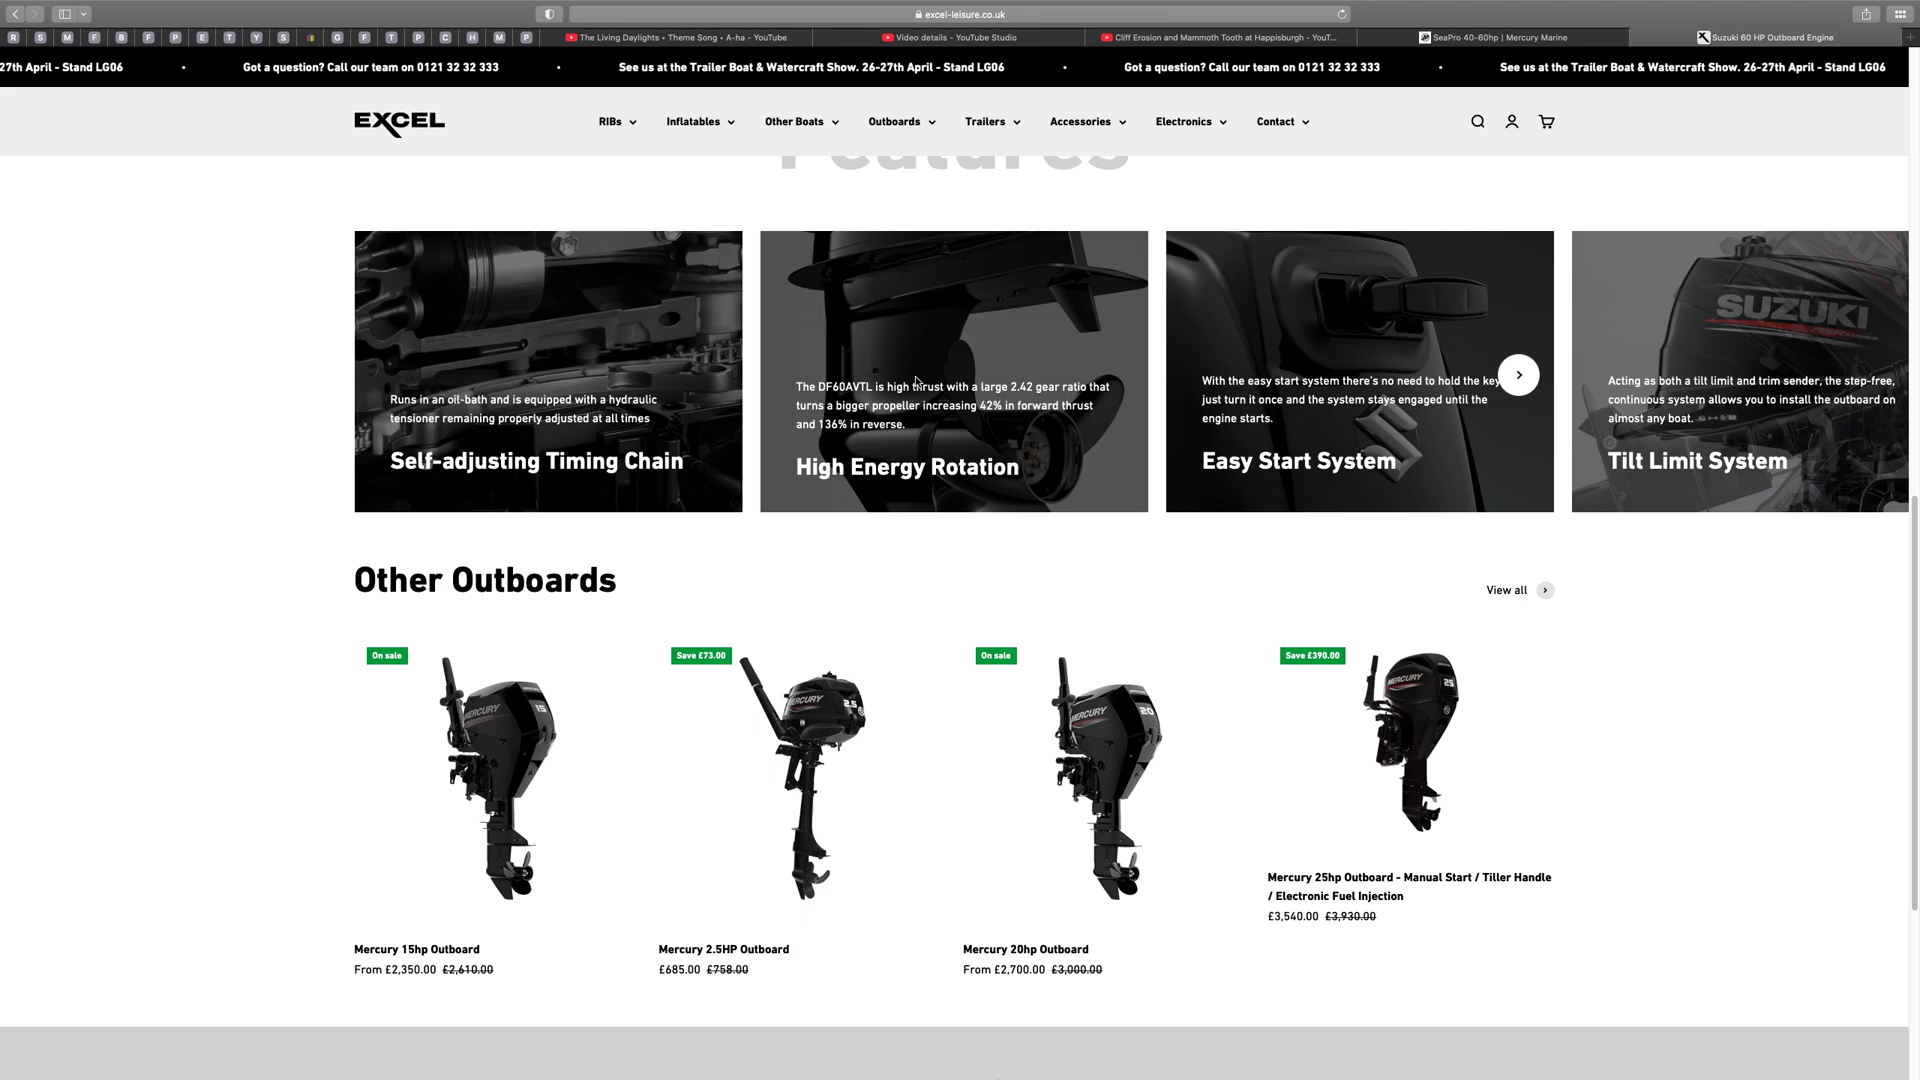 excel-leisure.co.uk
R S M F B F P E T Y S G F T P C H M P
The Living Daylights • Theme Song • A-ha - YouTube
Video details - YouTube Studio
Cliff Erosion and Mammoth Tooth at Happisburgh - YouT...
SeaPro 40-60hp | Mercury Marine
Suzuki 60 HP Outboard Engine
27th April - Stand LG06 • Got a question? Call our team on 0121 32 32 333 • See us at the Trailer Boat & Watercraft Show. 26-27th April - Stand LG06 • Got a question? Call our team on 0121 32 32 333 • See us at the Trailer Boat & Watercraft Show. 26-27th April - Stand LG06
EXCEL
RIBs Inflatables Other Boats Outboards Trailers Accessories Electronics Contact
Features
Runs in an oil-bath and is equipped with a hydraulic
tensioner remaining properly adjusted at all times
Self-adjusting Timing Chain
The DF60AVTL is high thrust with a large 2.42 gear ratio that
turns a bigger propeller increasing 42% in forward thrust
and 136% in reverse.
High Energy Rotation
With the easy start system there's no need to hold the key
just turn it once and the system stays engaged until the
engine starts.
Easy Start System
SUZUKI
Acting as both a tilt limit and trim sender, the step-free,
continuous system allows you to install the outboard on
almost any boat.
Tilt Limit System
Other Outboards
View all
On sale
MERCURY
15
Mercury 15hp Outboard
From £2,350.00 £2,610.00
Save £73.00
MERCURY
2.5
Mercury 2.5HP Outboard
£685.00 £758.00
On sale
MERCURY
20
Mercury 20hp Outboard
From £2,700.00 £3,000.00
Save £390.00
MERCURY
25
Mercury 25hp Outboard - Manual Start / Tiller Handle
/ Electronic Fuel Injection
£3,540.00 £3,930.00